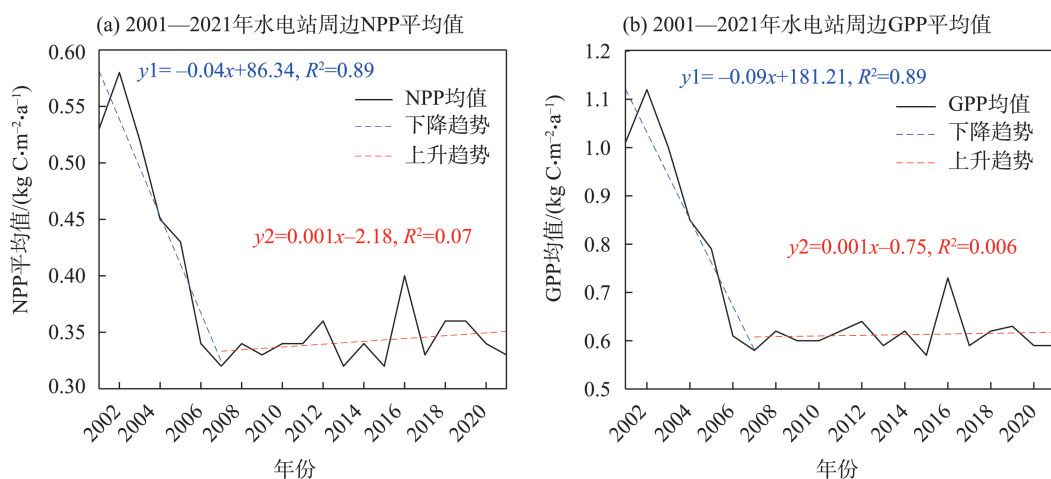 (a) 2001—2021年水电站周边NPP平均值
y1= –0.04x+86.34, R²=0.89
NPP均值
下降趋势
上升趋势
y2=0.001x–2.18, R²=0.07
NPP平均值/(kg C·m⁻²·a⁻¹)
0.60
0.55
0.50
0.45
0.40
0.35
0.30
2002
2004
2006
2008
2010
2012
2014
2016
2018
2020
年份
(b) 2001—2021年水电站周边GPP平均值
y1= –0.09x+181.21, R²=0.89
GPP均值
下降趋势
上升趋势
y2=0.001x–0.75, R²=0.006
GPP均值/(kg C·m⁻²·a⁻¹)
1.2
1.1
1.0
0.9
0.8
0.7
0.6
0.5
2002
2004
2006
2008
2010
2012
2014
2016
2018
2020
年份